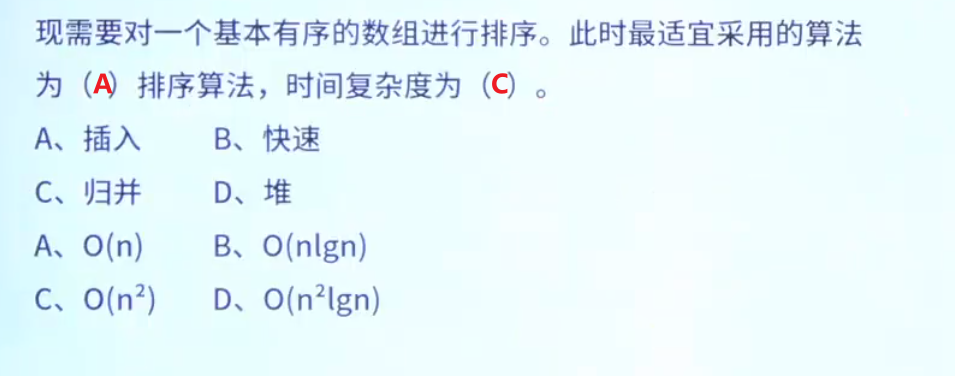 现需要对一个基本有序的数组进行排序。此时最适宜采用的算法
为（A）排序算法，时间复杂度为（C）。
A、插入 B、快速
C、归并 D、堆
A、O(n) B、O(nlgn)
C、O(n²) D、O(n²lgn)